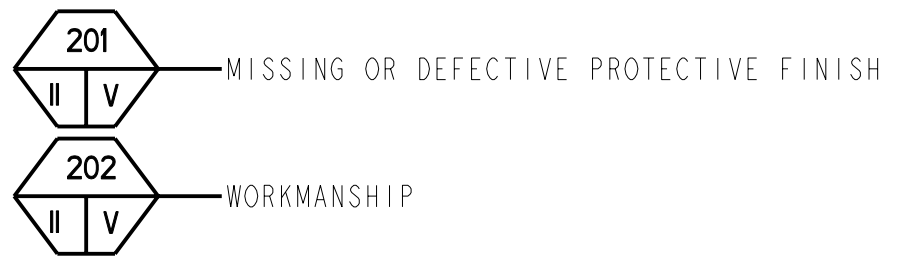 201
II V MISSING OR DEFECTIVE PROTECTIVE FINISH
202
II V WORKMANSHIP